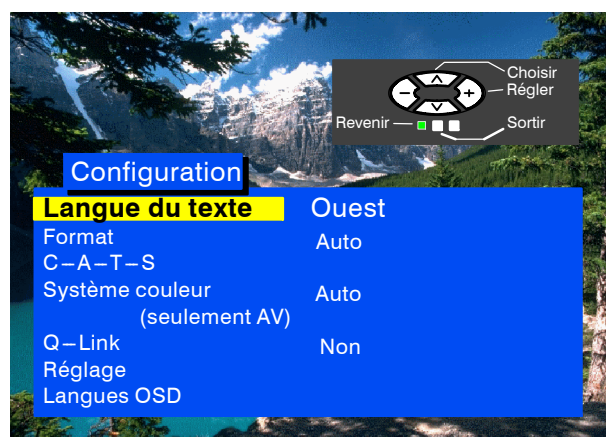 Choisir
Régler
Revenir
Sortir
Configuration
Langue du texte Ouest
Format Auto
C–A–T–S
Système couleur Auto
(seulement AV)
Q–Link Non
Réglage
Langues OSD